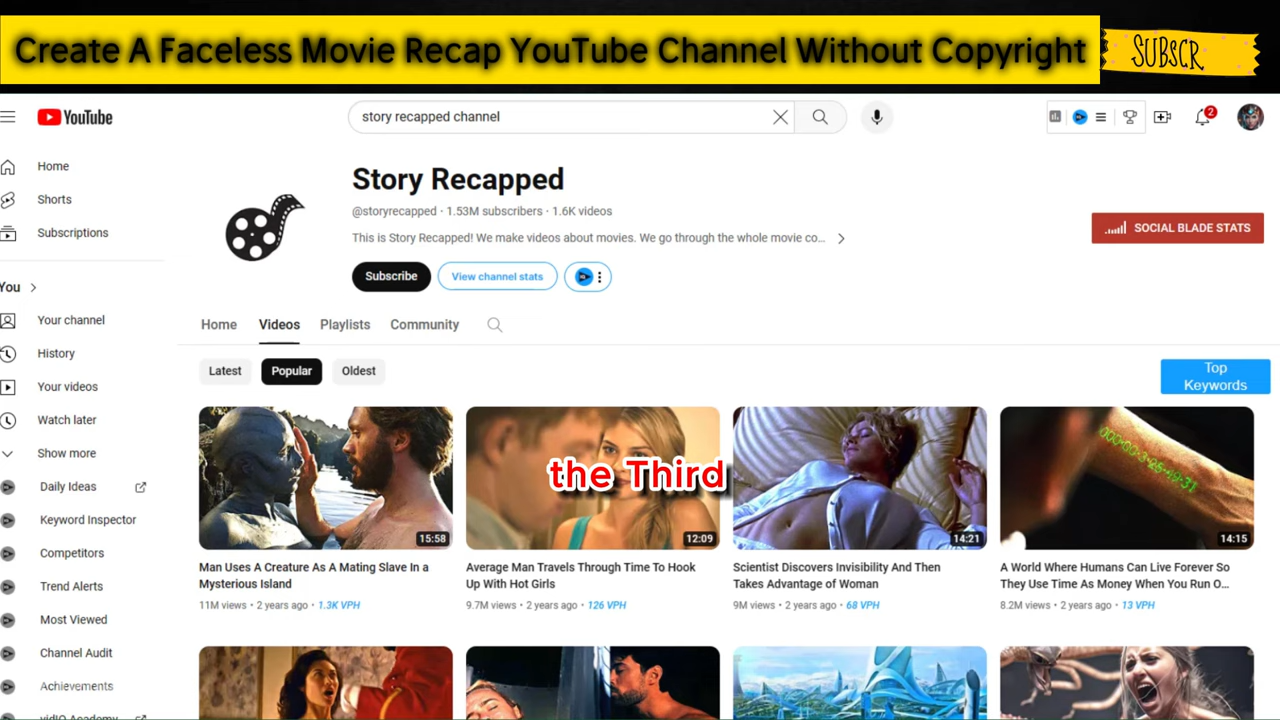 Create A Faceless Movie Recap YouTube Channel Without Copyright
SUBSCR
YouTube
story recapped channel
2
Home
Shorts
Subscriptions
You
Your channel
History
Your videos
Watch later
Show more
Daily Ideas
Keyword Inspector
Competitors
Trend Alerts
Most Viewed
Channel Audit
Achievements
vidIQ Academy
Story Recapped
@storyrecapped · 1.53M subscribers · 1.6K videos
This is Story Recapped! We make videos about movies. We go through the whole movie co...
SOCIAL BLADE STATS
Subscribe
View channel stats
Home
Videos
Playlists
Community
Latest
Popular
Oldest
Top
Keywords
the Third
15:58
12:09
14:21
14:15
Man Uses A Creature As A Mating Slave In a
Mysterious Island
11M views • 2 years ago • 1.3K VPH
Average Man Travels Through Time To Hook
Up With Hot Girls
9.7M views • 2 years ago • 126 VPH
Scientist Discovers Invisibility And Then
Takes Advantage of Woman
9M views • 2 years ago • 68 VPH
A World Where Humans Can Live Forever So
They Use Time As Money When You Run O...
8.2M views • 2 years ago • 13 VPH